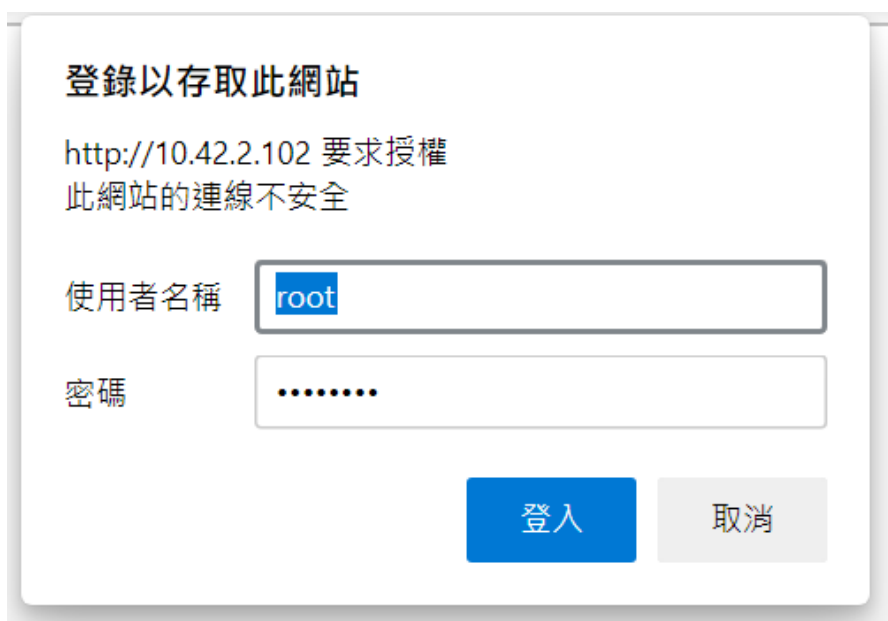 登錄以存取此網站
http://10.42.2.102 要求授權
此網站的連線不安全
使用者名稱 root
密碼 ••••••••
登入 取消